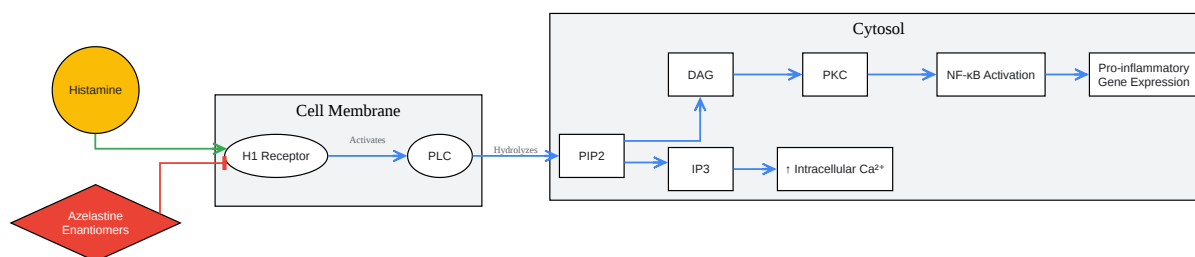 Cytosol
Histamine
DAG
PKC
NF-κB Activation
Pro-inflammatory
Gene Expression
Cell Membrane
H1 Receptor
Activates
PLC
Hydrolyzes
PIP2
IP3
↑ Intracellular Ca²⁺
Azelastine
Enantiomers